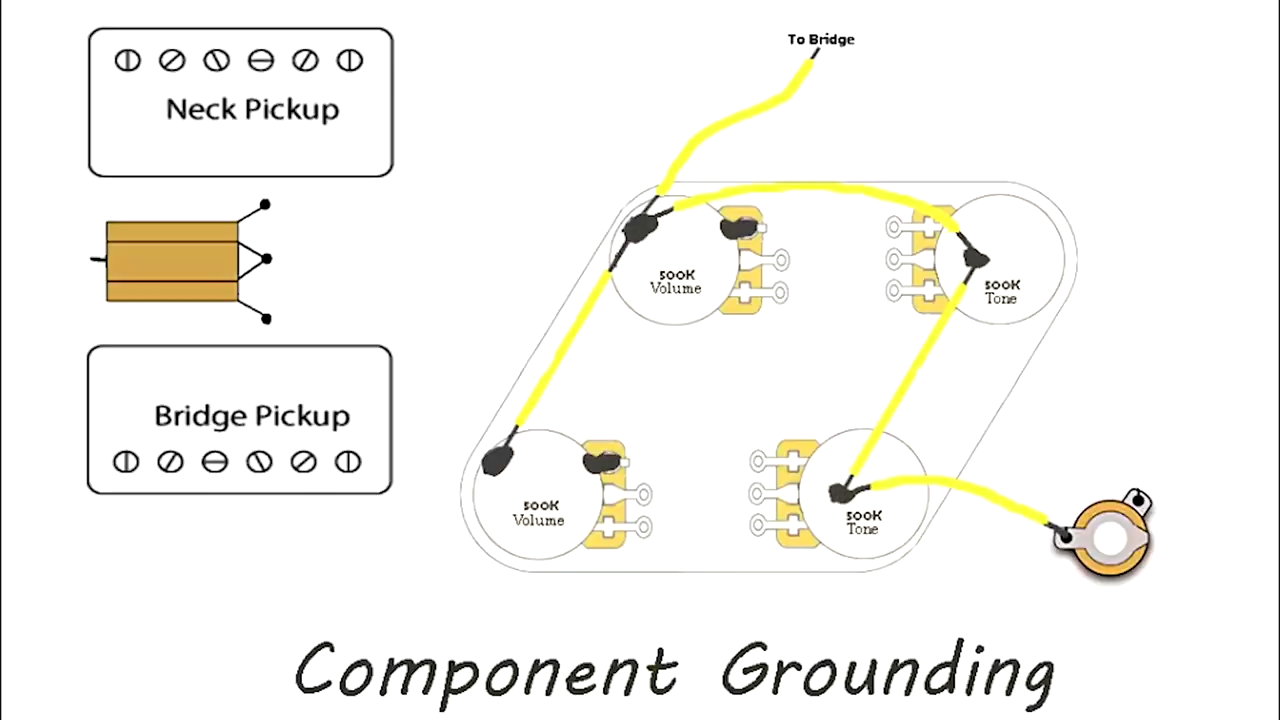 To Bridge
Neck Pickup
500K
Volume
500K
Tone
Bridge Pickup
500K
Volume
500K
Tone
Component Grounding